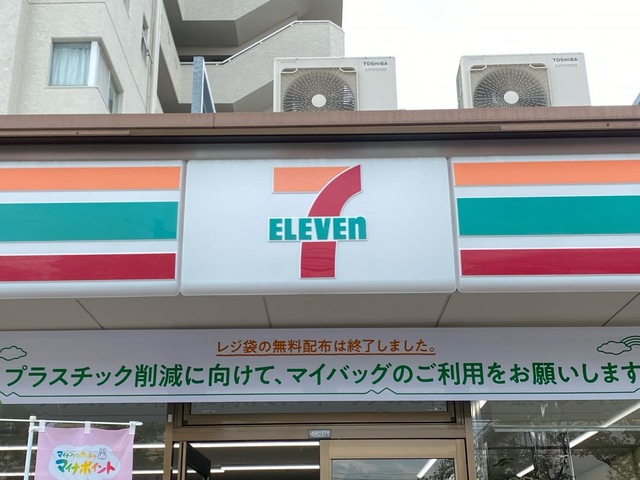 TOSHIBA
TOSHIBA
7
ELEVEn
レジ袋の無料配布は終了しました。
プラスチック削減に向けて、マイバッグのご利用をお願いします
マイナポイント